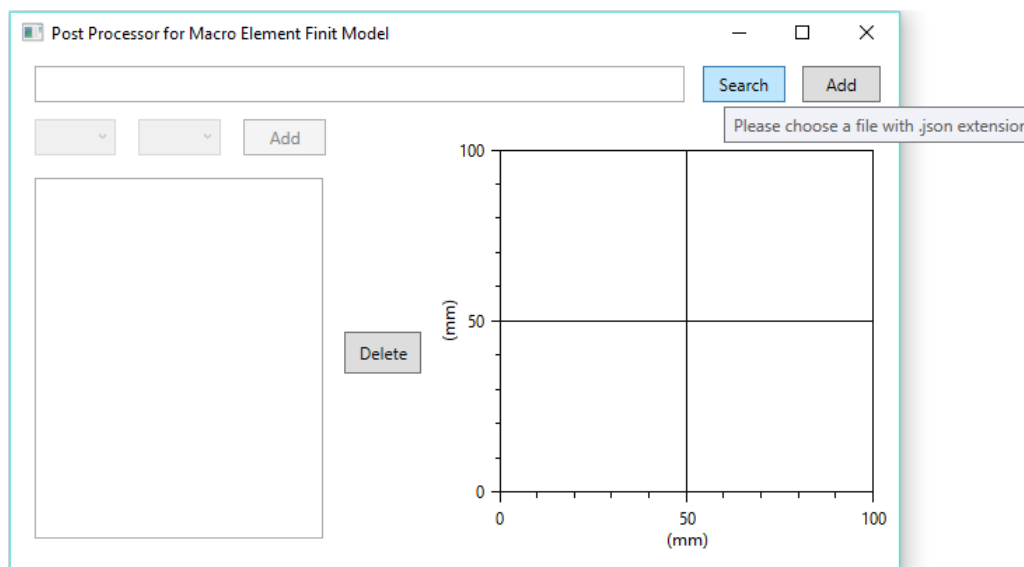 Post Processor for Macro Element Finit Model
Search
Add
Please choose a file with .json extension
Add
100
(mm)
50
Delete
0
0
50
100
(mm)